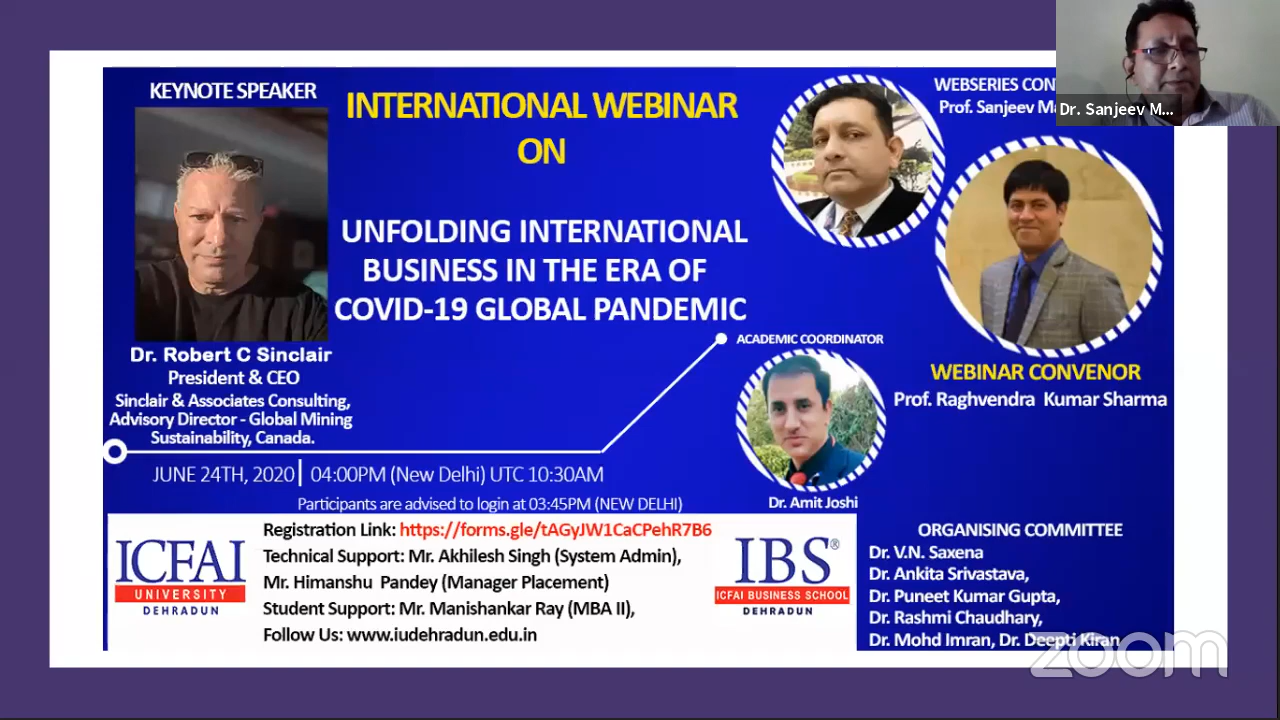 KEYNOTE SPEAKER
INTERNATIONAL WEBINAR
ON
UNFOLDING INTERNATIONAL
BUSINESS IN THE ERA OF
COVID-19 GLOBAL PANDEMIC
Dr. Robert C Sinclair
President & CEO
Sinclair & Associates Consulting,
Advisory Director - Global Mining
Sustainability, Canada.
JUNE 24TH, 2020 | 04:00PM (New Delhi) UTC 10:30AM
Participants are advised to login at 03:45PM (NEW DELHI)
WEBSERIES
Prof. Sanjeev
Dr. Sanjeev M...
WEBINAR CONVENOR
Prof. Raghvendra Kumar Sharma
ACADEMIC COORDINATOR
Dr. Amit Joshi
ICFAI
UNIVERSITY
DEHRADUN
Registration Link: https://forms.gle/tAGyJW1CaCPehR7B6
Technical Support: Mr. Akhilesh Singh (System Admin),
Mr. Himanshu Pandey (Manager Placement)
Student Support: Mr. Manishankar Ray (MBA II),
Follow Us: www.iudehradun.edu.in
IBS®
ICFAI BUSINESS SCHOOL
DEHRADUN
ORGANISING COMMITTEE
Dr. V.N. Saxena
Dr. Ankita Srivastava,
Dr. Puneet Kumar Gupta,
Dr. Rashmi Chaudhary,
Dr. Mohd Imran, Dr. Deepti Kiran
zoom